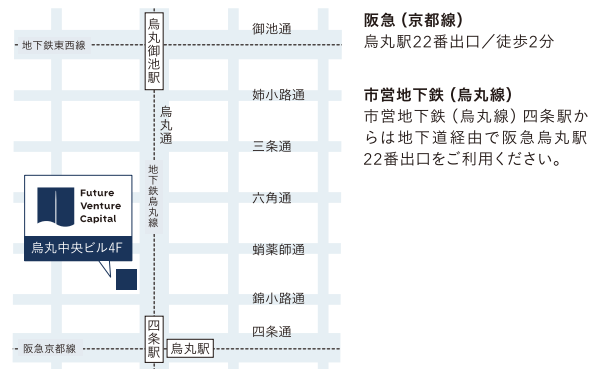 御池通
地下鉄東西線
烏丸御池駅
姉小路通
烏丸通
三条通
地下鉄烏丸線
六角通
Future
Venture
Capital
烏丸中央ビル4F
蛸薬師通
錦小路通
四条通
四条駅
阪急京都線
烏丸駅
阪急（京都線）
烏丸駅22番出口／徒歩2分
市営地下鉄（烏丸線）
市営地下鉄（烏丸線）四条駅か
らは地下道経由で阪急烏丸駅
22番出口をご利用ください。